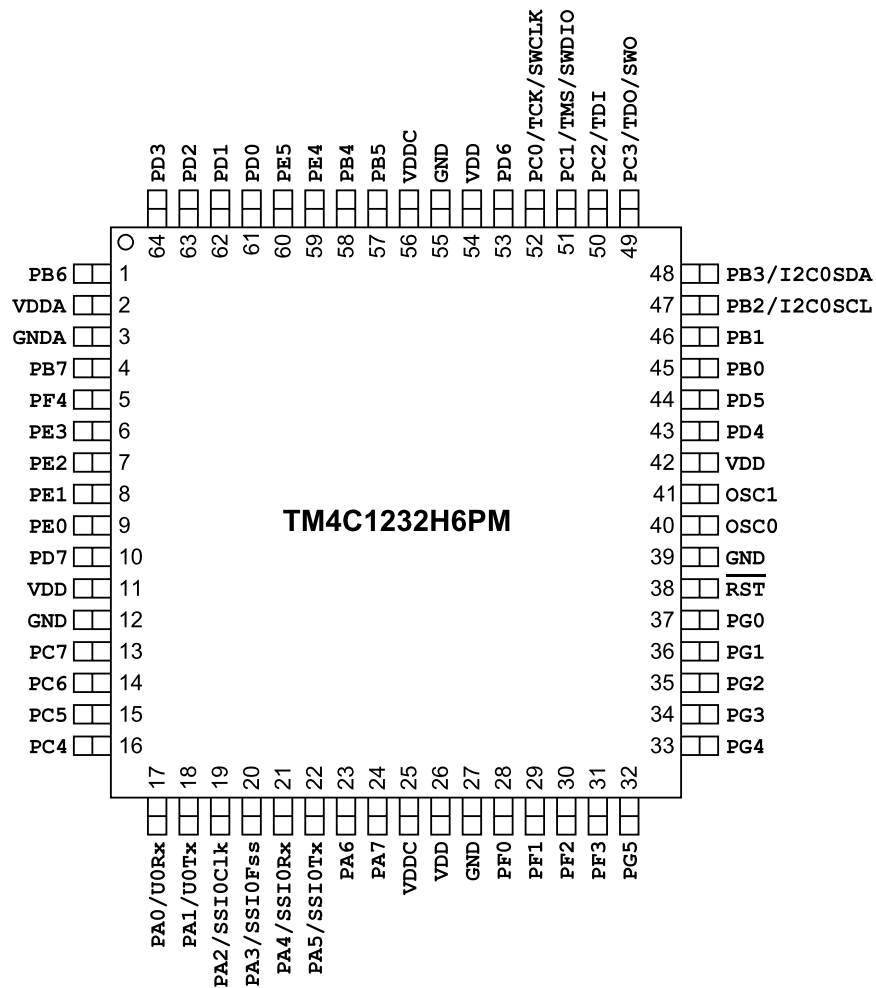 PD3
PD2
PD1
PD0
PE5
PE4
PB4
PB5
VDDC
GND
VDD
PD6
PC0/TCK/SWCLK
PC1/TMS/SWDIO
PC2/TDI
PC3/TDO/SWO
64
63
62
61
60
59
58
57
56
55
54
53
52
51
50
49
PB6 1
VDDA 2
GNDA 3
PB7 4
PF4 5
PE3 6
PE2 7
PE1 8
PE0 9
PD7 10
VDD 11
GND 12
PC7 13
PC6 14
PC5 15
PC4 16
TM4C1232H6PM
48 PB3/I2C0SDA
47 PB2/I2C0SCL
46 PB1
45 PB0
44 PD5
43 PD4
42 VDD
41 OSC1
40 OSC0
39 GND
38 RST
37 PG0
36 PG1
35 PG2
34 PG3
33 PG4
17
18
19
20
21
22
23
24
25
26
27
28
29
30
31
32
PA0/U0Rx
PA1/U0Tx
PA2/SSI0Clk
PA3/SSI0Fss
PA4/SSI0Rx
PA5/SSI0Tx
PA6
PA7
VDDC
VDD
GND
PF0
PF1
PF2
PF3
PG5